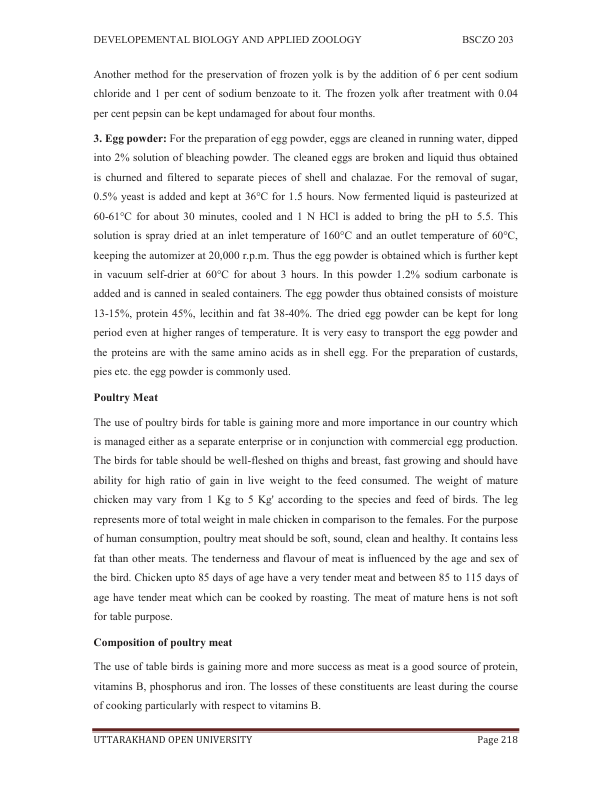 DEVELOPEMENTAL BIOLOGY AND APPLIED ZOOLOGY BSCZO 203
Another method for the preservation of frozen yolk is by the addition of 6 per cent sodium
chloride and 1 per cent of sodium benzoate to it. The frozen yolk after treatment with 0.04
per cent pepsin can be kept undamaged for about four months.
3. Egg powder: For the preparation of egg powder, eggs are cleaned in running water, dipped
into 2% solution of bleaching powder. The cleaned eggs are broken and liquid thus obtained
is churned and filtered to separate pieces of shell and chalazae. For the removal of sugar,
0.5% yeast is added and kept at 36°C for 1.5 hours. Now fermented liquid is pasteurized at
60-61°C for about 30 minutes, cooled and 1 N HCl is added to bring the pH to 5.5. This
solution is spray dried at an inlet temperature of 160°C and an outlet temperature of 60°C,
keeping the automizer at 20,000 r.p.m. Thus the egg powder is obtained which is further kept
in vacuum self-drier at 60°C for about 3 hours. In this powder 1.2% sodium carbonate is
added and is canned in sealed containers. The egg powder thus obtained consists of moisture
13-15%, protein 45%, lecithin and fat 38-40%. The dried egg powder can be kept for long
period even at higher ranges of temperature. It is very easy to transport the egg powder and
the proteins are with the same amino acids as in shell egg. For the preparation of custards,
pies etc. the egg powder is commonly used.
Poultry Meat
The use of poultry birds for table is gaining more and more importance in our country which
is managed either as a separate enterprise or in conjunction with commercial egg production.
The birds for table should be well-fleshed on thighs and breast, fast growing and should have
ability for high ratio of gain in live weight to the feed consumed. The weight of mature
chicken may vary from 1 Kg to 5 Kg' according to the species and feed of birds. The leg
represents more of total weight in male chicken in comparison to the females. For the purpose
of human consumption, poultry meat should be soft, sound, clean and healthy. It contains less
fat than other meats. The tenderness and flavour of meat is influenced by the age and sex of
the bird. Chicken upto 85 days of age have a very tender meat and between 85 to 115 days of
age have tender meat which can be cooked by roasting. The meat of mature hens is not soft
for table purpose.
Composition of poultry meat
The use of table birds is gaining more and more success as meat is a good source of protein,
vitamins B, phosphorus and iron. The losses of these constituents are least during the course
of cooking particularly with respect to vitamins B.
UTTARAKHAND OPEN UNIVERSITY Page 218